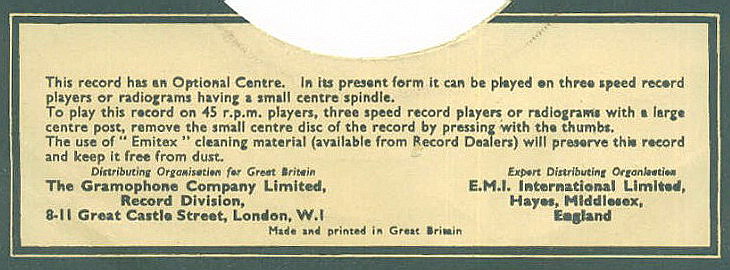 This record has an Optional Centre. In its present form it can be played on three speed record
players or radiograms having a small centre spindle.
To play this record on 45 r.p.m. players, three speed record players or radiograms with a large
centre post, remove the small centre disc of the record by pressing with the thumbs.
The use of "Emitex" cleaning material (available from Record Dealers) will preserve this record
and keep it free from dust.
Distributing Organisation for Great Britain
The Gramophone Company Limited,
Record Division,
8-11 Great Castle Street, London, W.1
Export Distributing Organisation
E.M.I. International Limited,
Hayes, Middlesex,
England
Made and printed in Great Britain